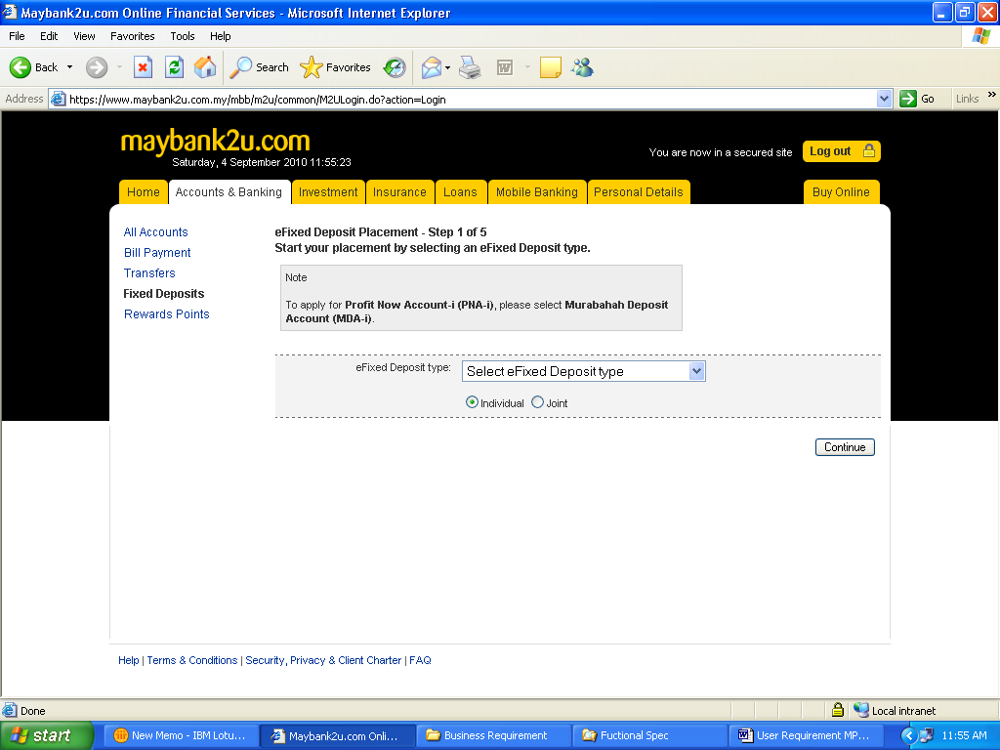 Maybank2u.com Online Financial Services - Microsoft Internet Explorer
File Edit View Favorites Tools Help
Back Search Favorites
Address https://www.maybank2u.com.my/mbb/m2u/common/M2ULogin.do?action=Login Go Links »
maybank2u.com
Saturday, 4 September 2010 11:55:23
You are now in a secured site Log out
Home Accounts & Banking Investment Insurance Loans Mobile Banking Personal Details Buy Online
All Accounts
Bill Payment
Transfers
Fixed Deposits
Rewards Points
eFixed Deposit Placement - Step 1 of 5
Start your placement by selecting an eFixed Deposit type.
Note
To apply for Profit Now Account-i (PNA-i), please select Murabahah Deposit
Account (MDA-i).
eFixed Deposit type: Select eFixed Deposit type
Individual Joint
Continue
Help | Terms & Conditions | Security, Privacy & Client Charter | FAQ
Done Local intranet
start New Memo - IBM Lotu... Maybank2u.com Onli... Business Requirement Fuctional Spec User Requirement MP... 11:55 AM